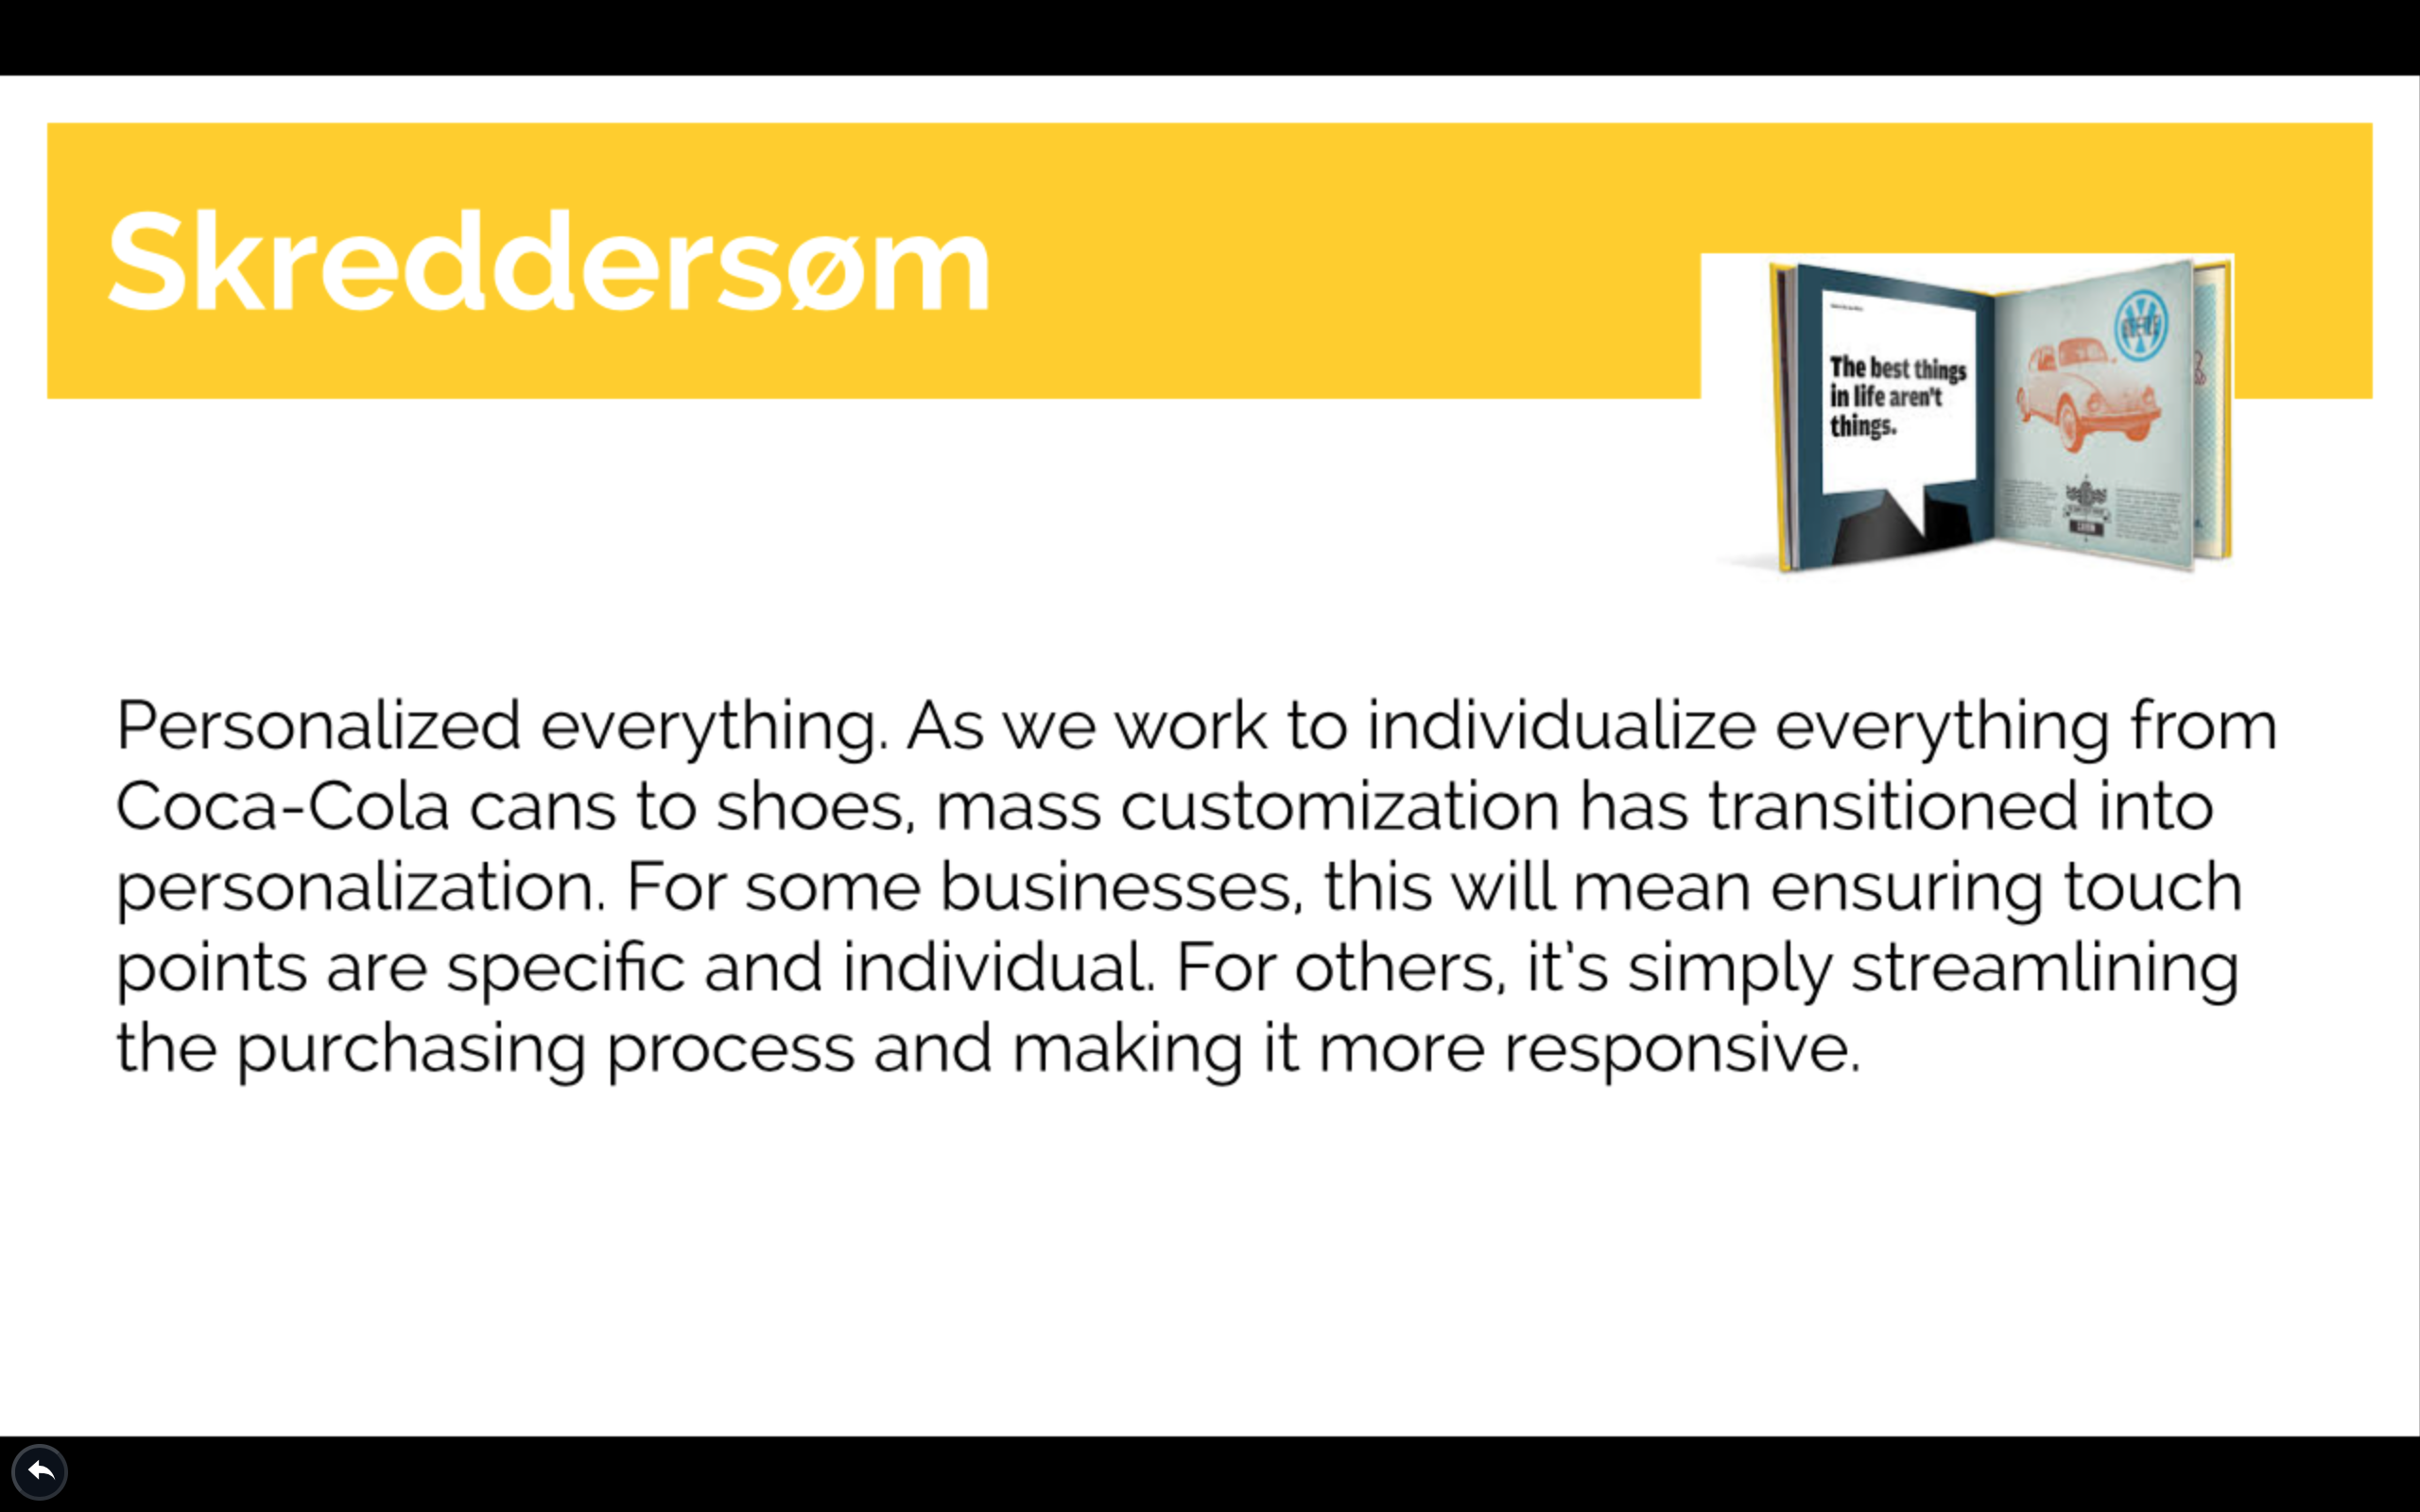 Skreddersøm
The best things
in life aren't
things.
Personalized everything. As we work to individualize everything from
Coca-Cola cans to shoes, mass customization has transitioned into
personalization. For some businesses, this will mean ensuring touch
points are specific and individual. For others, it's simply streamlining
the purchasing process and making it more responsive.